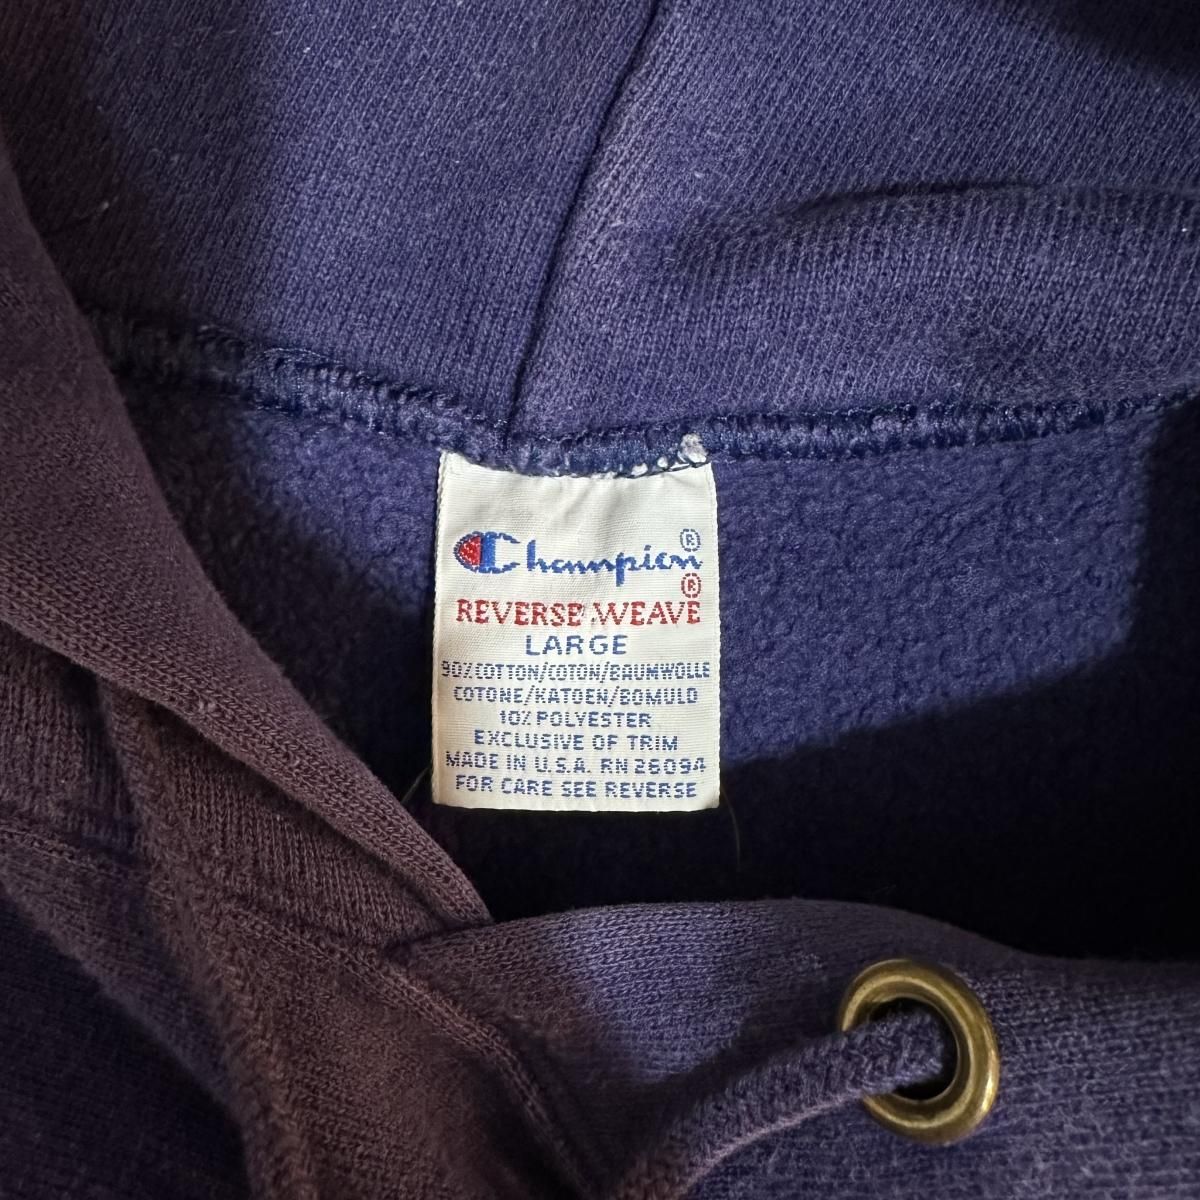 Champion®
REVERSE WEAVE®
LARGE
90% COTTON/COTON/BAUMWOLLE
COTONE/KATOEN/BOMULD
10% POLYESTER
EXCLUSIVE OF TRIM
MADE IN U.S.A. RN 26094
FOR CARE SEE REVERSE